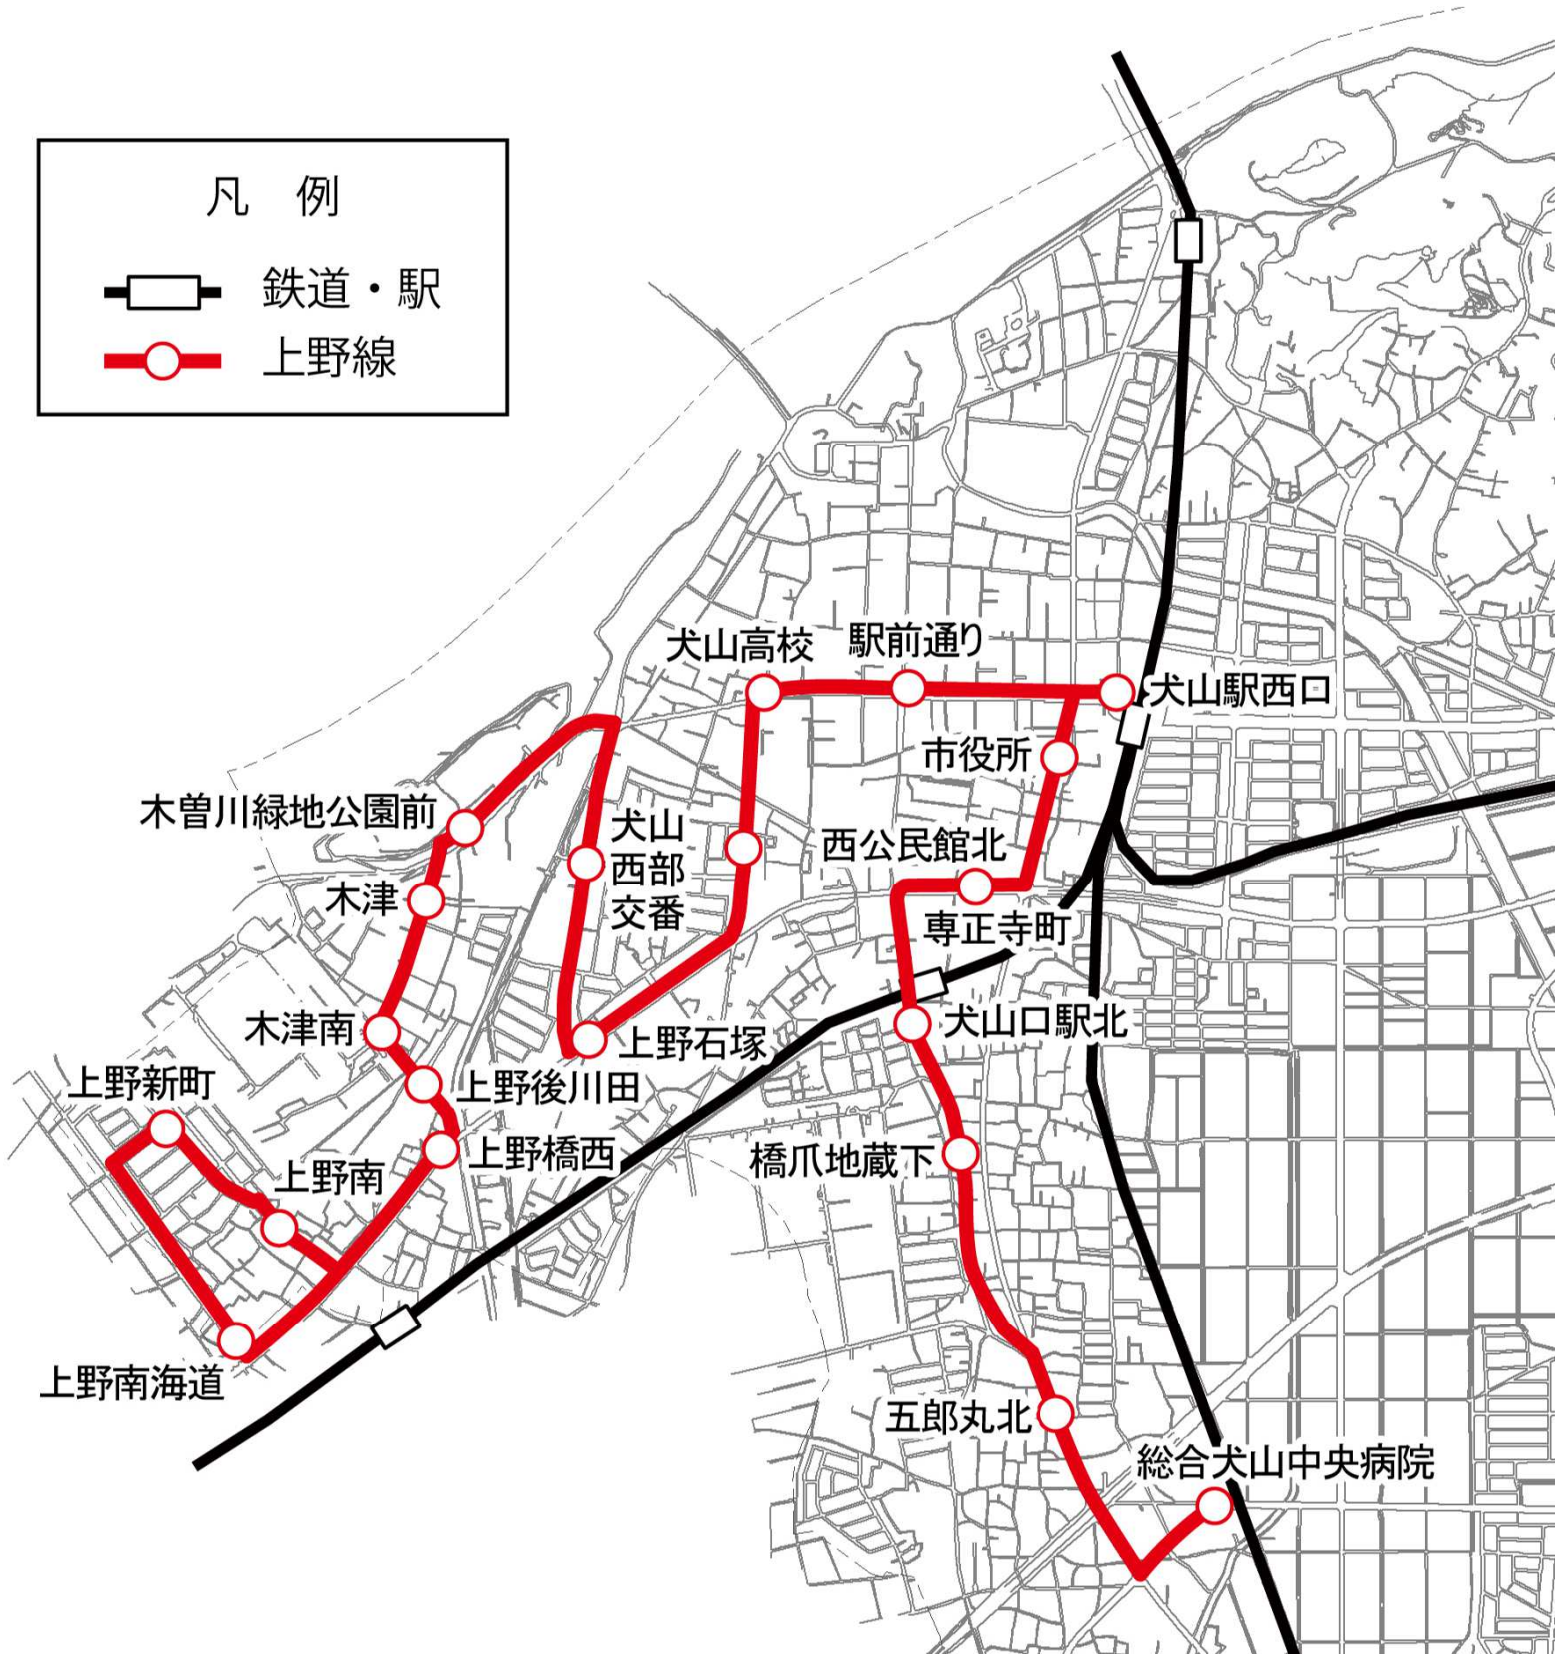 凡 例
鉄道・駅
上野線
犬山高校
駅前通り
犬山駅西口
市役所
木曽川緑地公園前
犬山
西部
交番
西公民館北
木津
専正寺町
木津南
上野石塚
犬山口駅北
上野新町
上野後川田
上野南
上野橋西
橋爪地蔵下
上野南海道
五郎丸北
総合犬山中央病院